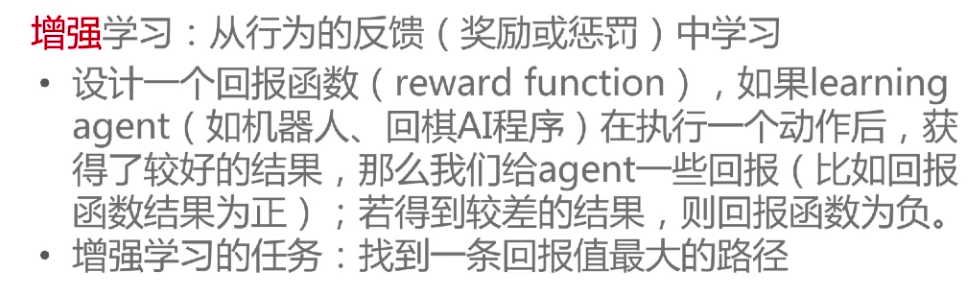 增强学习：从行为的反馈（奖励或惩罚）中学习
• 设计一个回报函数（reward function），如果learning
agent（如机器人、回棋AI程序）在执行一个动作后，获
得了较好的结果，那么我们给agent一些回报（比如回报
函数结果为正）；若得到较差的结果，则回报函数为负。
• 增强学习的任务：找到一条回报值最大的路径